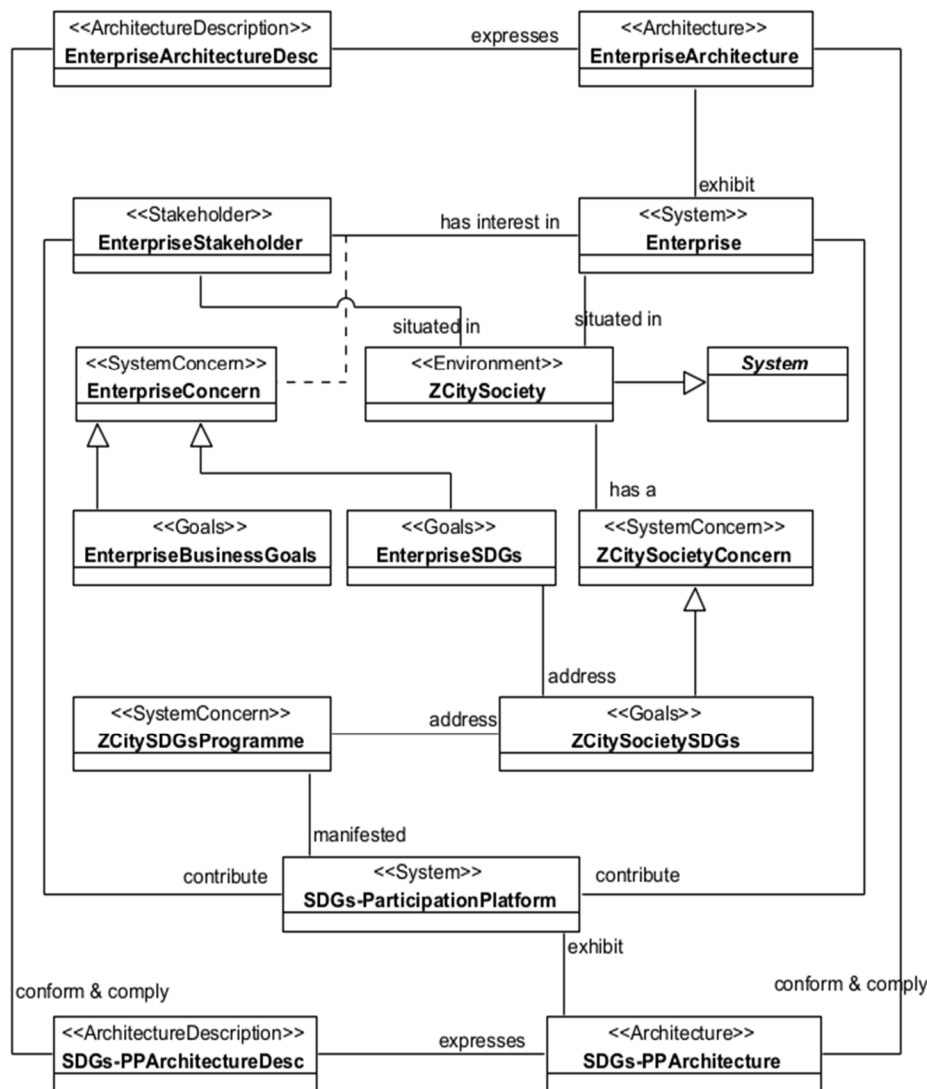 <<ArchitectureDescription>>
EnterpriseArchitectureDesc
expresses
<<Architecture>>
EnterpriseArchitecture
exhibit
<<Stakeholder>>
EnterpriseStakeholder
has interest in
<<System>>
Enterprise
situated in
situated in
<<SystemConcern>>
EnterpriseConcern
<<Environment>>
ZCitySociety
System
has a
<<Goals>>
EnterpriseBusinessGoals
<<Goals>>
EnterpriseSDGs
<<SystemConcern>>
ZCitySocietyConcern
address
<<SystemConcern>>
ZCitySDGsProgramme
address
<<Goals>>
ZCitySocietySDGs
manifested
contribute
<<System>>
SDGs-ParticipationPlatform
contribute
exhibit
conform & comply
conform & comply
<<ArchitectureDescription>>
SDGs-PPArchitectureDesc
expresses
<<Architecture>>
SDGs-PPArchitecture